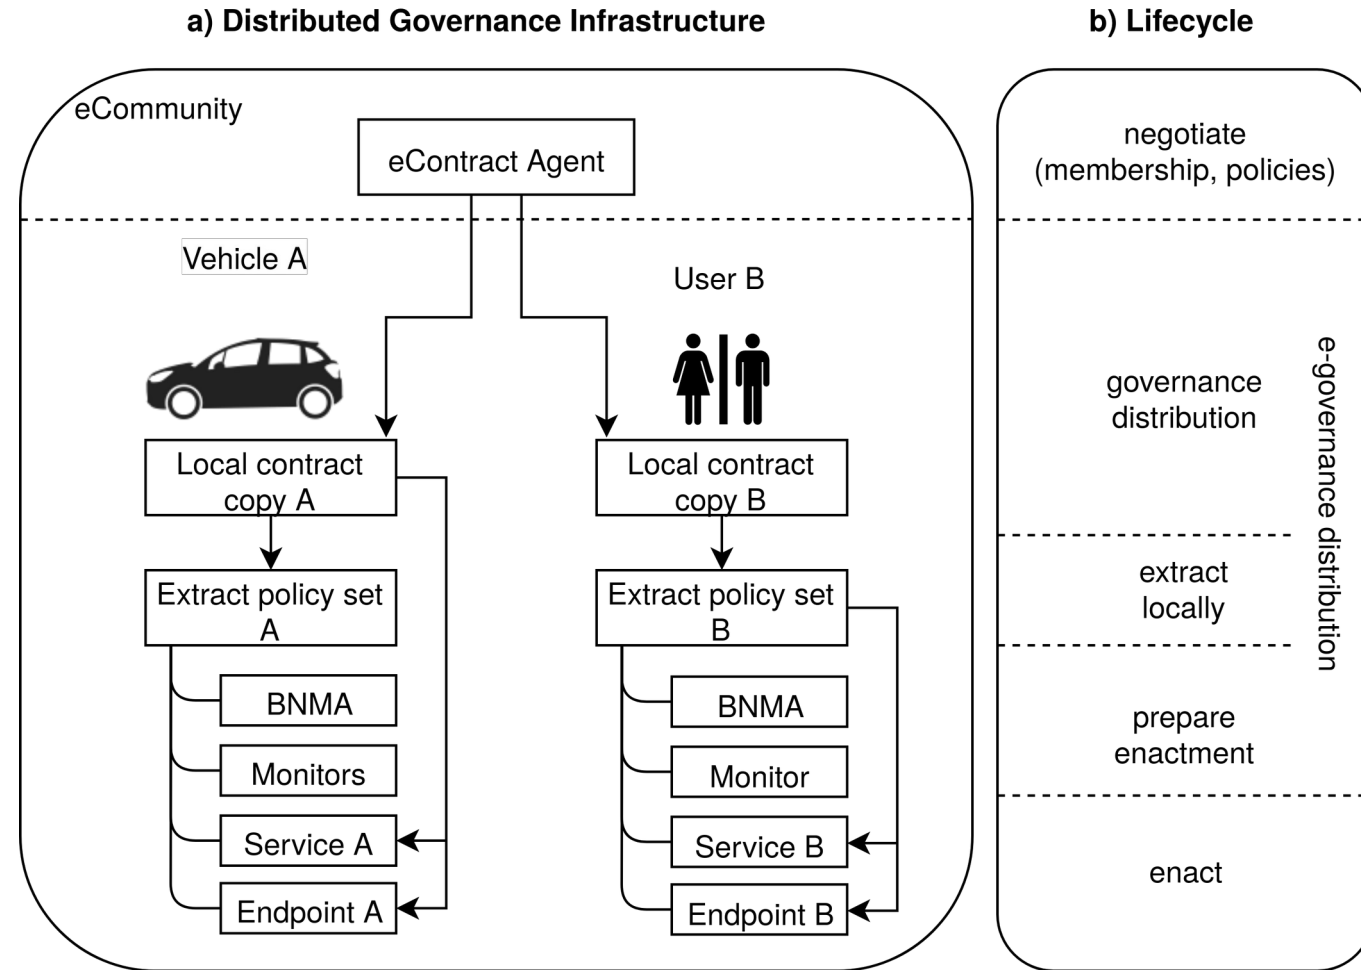 a) Distributed Governance Infrastructure
eCommunity
eContract Agent
Vehicle A
User B
Local contract
copy A
Local contract
copy B
Extract policy set
A
Extract policy set
B
BNMA
Monitors
Service A
Endpoint A
BNMA
Monitor
Service B
Endpoint B
b) Lifecycle
negotiate
(membership, policies)
governance
distribution
extract
locally
prepare
enactment
enact
e-governance distribution